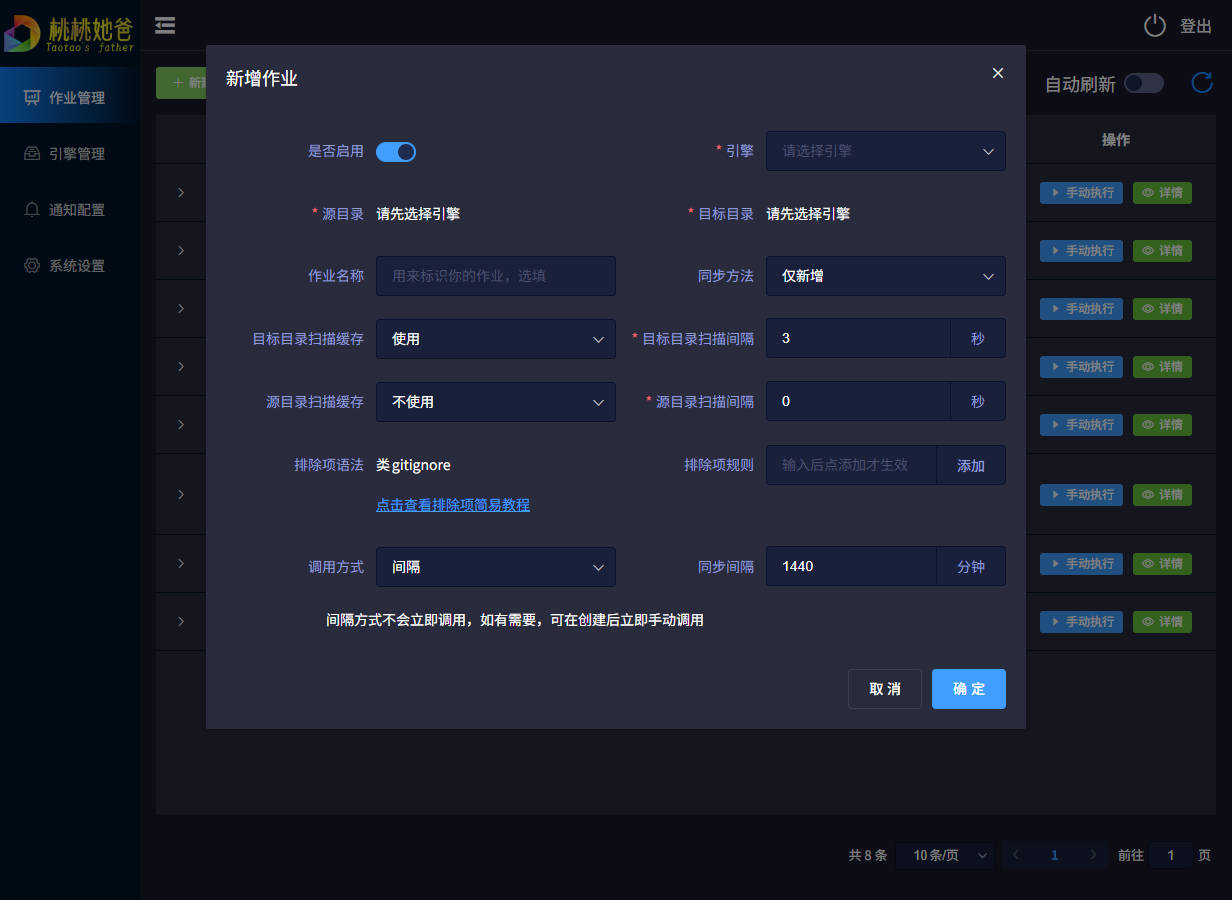 桃桃她爸
Taotao's father
登出
作业管理
引擎管理
通知配置
系统设置
自动刷新
操作
手动执行 详情
手动执行 详情
手动执行 详情
手动执行 详情
手动执行 详情
手动执行 详情
手动执行 详情
手动执行 详情
新增作业
是否启用
* 引擎 请选择引擎
* 源目录 请先选择引擎
* 目标目录 请先选择引擎
作业名称 用来标识你的作业，选填
同步方法 仅新增
目标目录扫描缓存 使用
* 目标目录扫描间隔 3 秒
源目录扫描缓存 不使用
* 源目录扫描间隔 0 秒
排除项语法 类gitignore
排除项规则 输入后点添加才生效 添加
点击查看排除项简易教程
调用方式 间隔
同步间隔 1440 分钟
间隔方式不会立即调用，如有需要，可在创建后立即手动调用
取 消 确 定
共 8 条 10条/页 1 前往 1 页